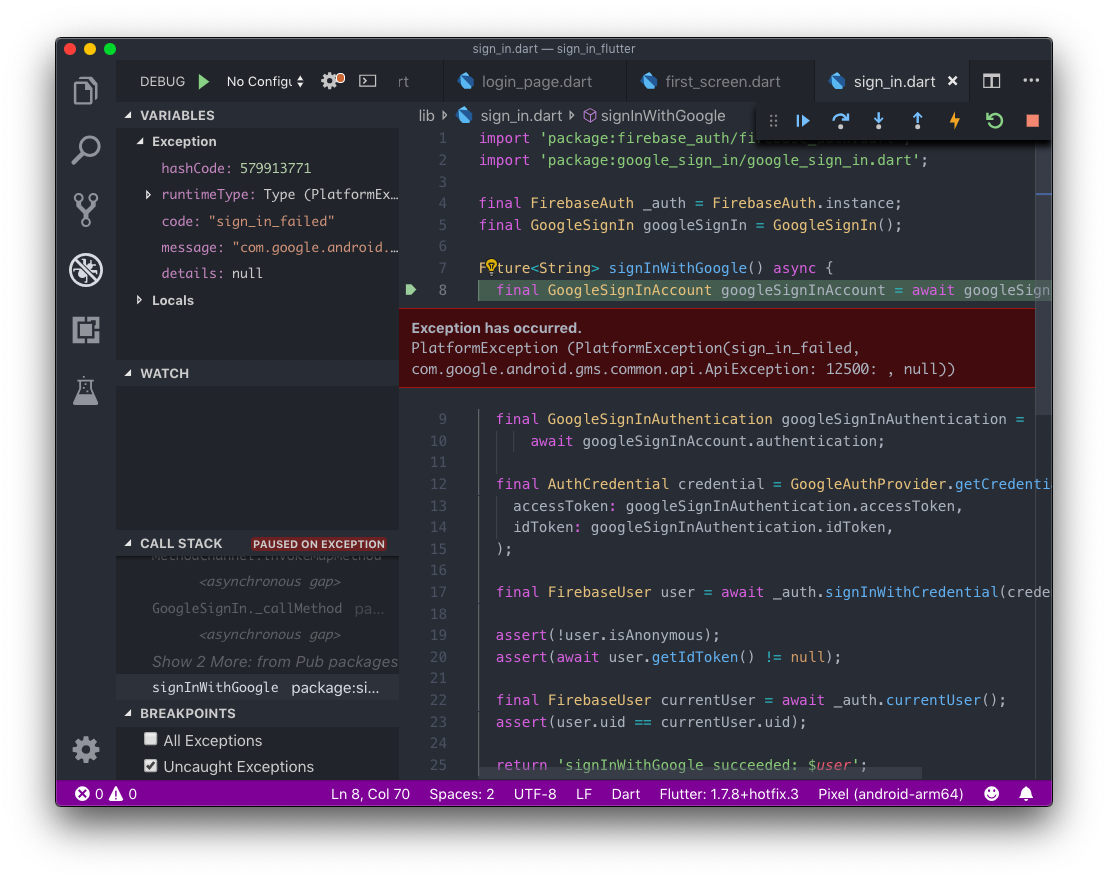 sign_in.dart — sign_in_flutter
DEBUG No Configu rt login_page.dart first_screen.dart sign_in.dart
VARIABLES
Exception
hashCode: 579913771
runtimeType: Type (PlatformEx…
code: "sign_in_failed"
message: "com.google.android.…
details: null
Locals
WATCH
CALL STACK PAUSED ON EXCEPTION
MethodChannel.invokeMapMethod
<asynchronous gap>
GoogleSignIn._callMethod pa...
<asynchronous gap>
Show 2 More: from Pub packages
signInWithGoogle package:si...
BREAKPOINTS
All Exceptions
Uncaught Exceptions
lib sign_in.dart signInWithGoogle
1 import 'package:firebase_auth/fi
2 import 'package:google_sign_in/google_sign_in.dart';
3
4 final FirebaseAuth _auth = FirebaseAuth.instance;
5 final GoogleSignIn googleSignIn = GoogleSignIn();
6
7 F ture<String> signInWithGoogle() async {
8 final GoogleSignInAccount googleSignInAccount = await googleSign
Exception has occurred.
PlatformException (PlatformException(sign_in_failed,
com.google.android.gms.common.api.ApiException: 12500: , null))
9 final GoogleSignInAuthentication googleSignInAuthentication =
10 await googleSignInAccount.authentication;
11
12 final AuthCredential credential = GoogleAuthProvider.getCredenti
13 accessToken: googleSignInAuthentication.accessToken,
14 idToken: googleSignInAuthentication.idToken,
15 );
16
17 final FirebaseUser user = await _auth.signInWithCredential(crede
18
19 assert(!user.isAnonymous);
20 assert(await user.getIdToken() != null);
21
22 final FirebaseUser currentUser = await _auth.currentUser();
23 assert(user.uid == currentUser.uid);
24
25 return 'signInWithGoogle succeeded: $user';
0 0 Ln 8, Col 70 Spaces: 2 UTF-8 LF Dart Flutter: 1.7.8+hotfix.3 Pixel (android-arm64)